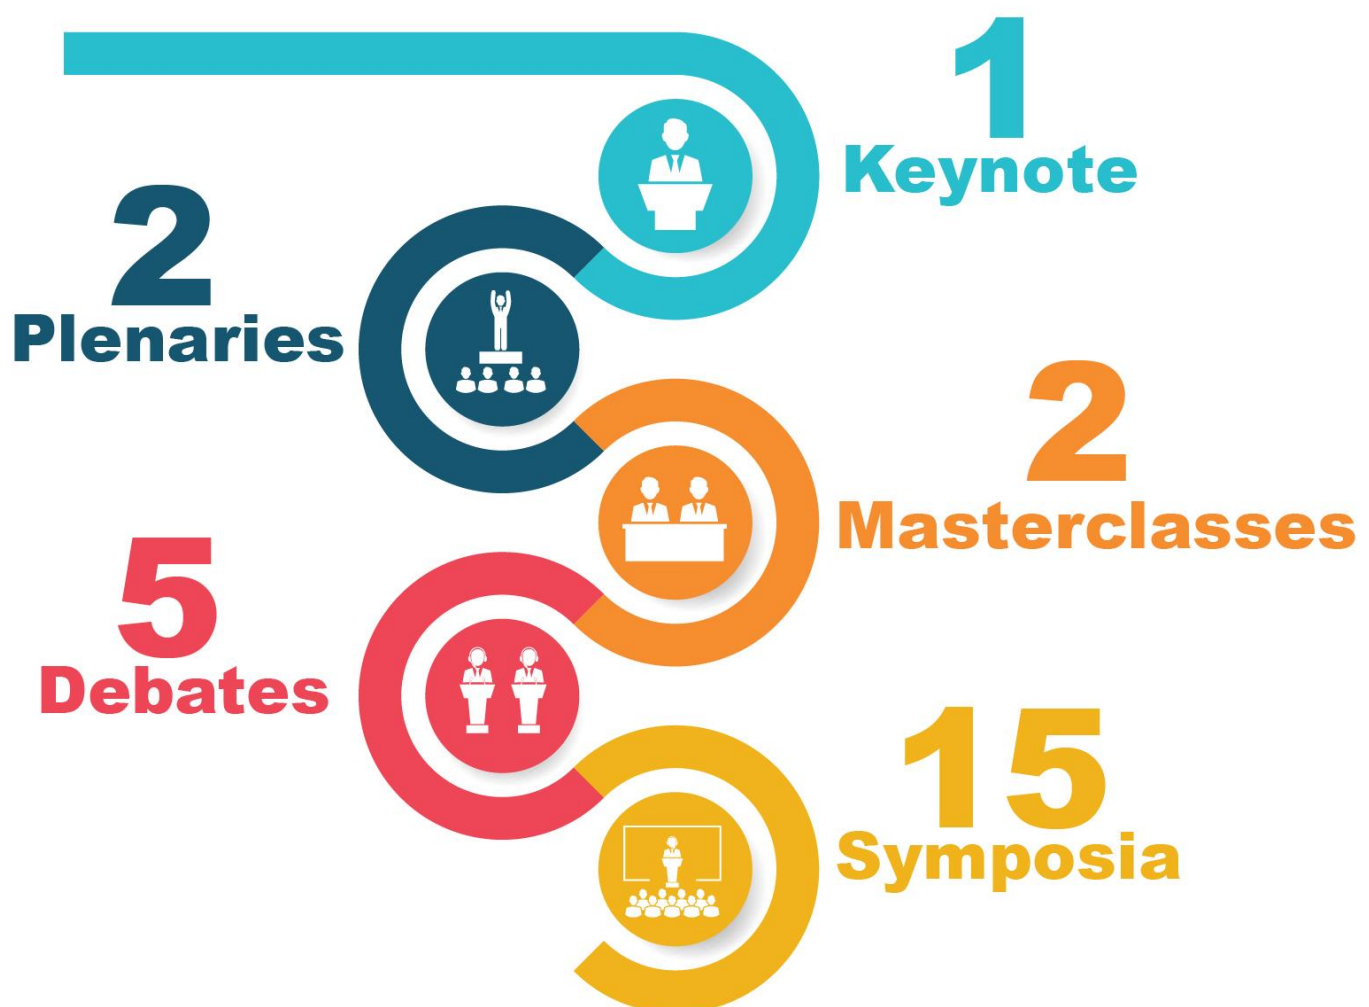 1
Keynote
2
Plenaries
2
Masterclasses
5
Debates
15
Symposia